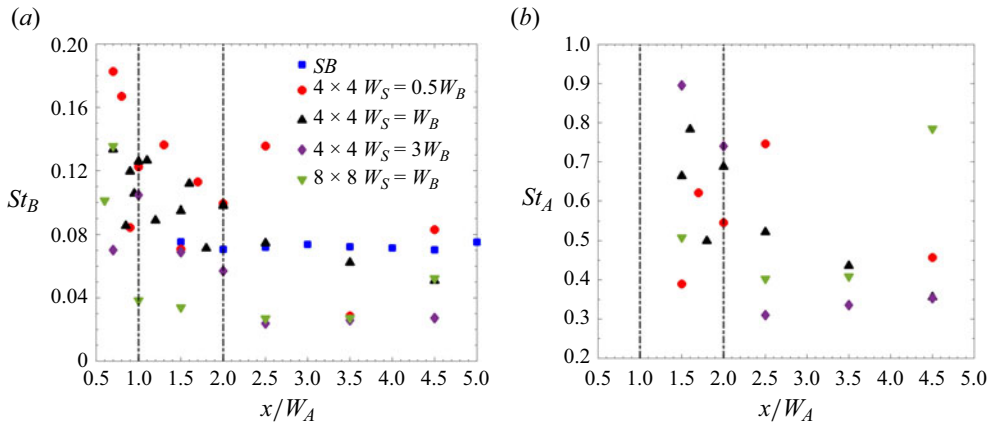 (a)
(b)
0.20
0.16
0.12
0.08
0.04
0
St_B
SB
4 × 4 W_S = 0.5W_B
4 × 4 W_S = W_B
4 × 4 W_S = 3W_B
8 × 8 W_S = W_B
0.5 1.0 1.5 2.0 2.5 3.0 3.5 4.0 4.5 5.0
x/W_A
1.0
0.9
0.8
0.7
0.6
0.5
0.4
0.3
0.2
St_A
0.5 1.0 1.5 2.0 2.5 3.0 3.5 4.0 4.5 5.0
x/W_A